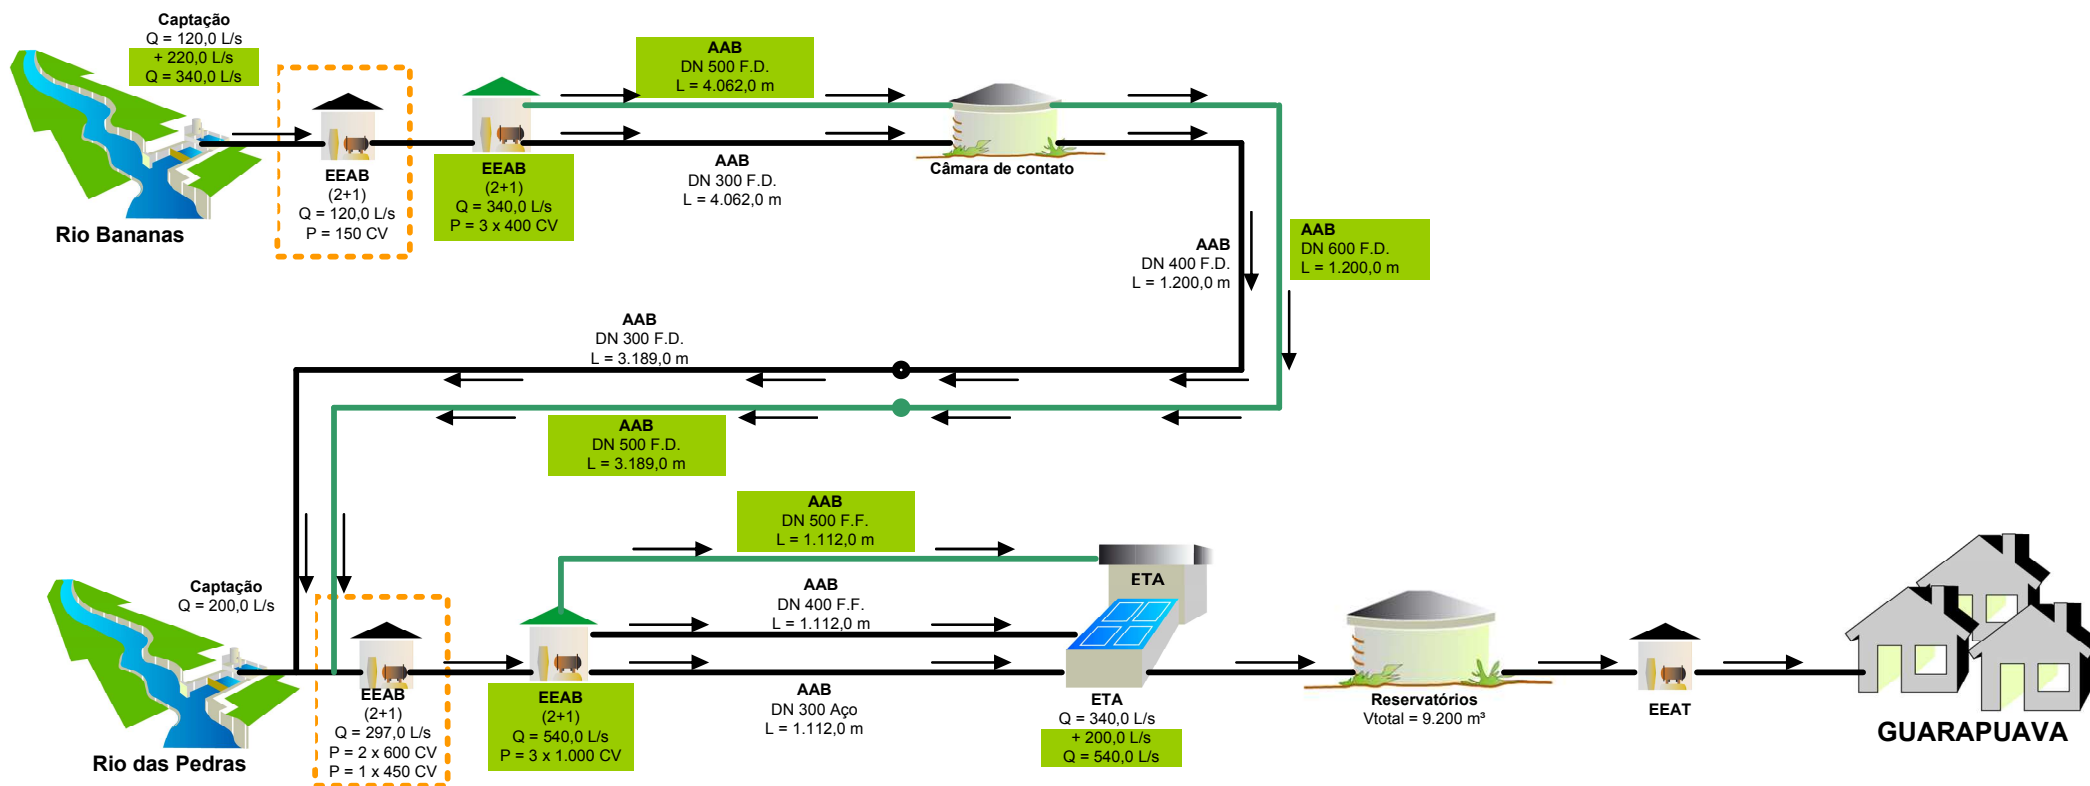 Captação
Q = 120,0 L/s
+ 220,0 L/s
Q = 340,0 L/s
Rio Bananas
EEAB
(2+1)
Q = 120,0 L/s
P = 150 CV
EEAB
(2+1)
Q = 340,0 L/s
P = 3 x 400 CV
AAB
DN 500 F.D.
L = 4.062,0 m
AAB
DN 300 F.D.
L = 4.062,0 m
Câmara de contato
AAB
DN 400 F.D.
L = 1.200,0 m
AAB
DN 600 F.D.
L = 1.200,0 m
AAB
DN 300 F.D.
L = 3.189,0 m
AAB
DN 500 F.D.
L = 3.189,0 m
Captação
Q = 200,0 L/s
Rio das Pedras
EEAB
(2+1)
Q = 297,0 L/s
P = 2 x 600 CV
P = 1 x 450 CV
EEAB
(2+1)
Q = 540,0 L/s
P = 3 x 1.000 CV
AAB
DN 500 F.F.
L = 1.112,0 m
AAB
DN 400 F.F.
L = 1.112,0 m
AAB
DN 300 Aço
L = 1.112,0 m
ETA
ETA
Q = 340,0 L/s
+ 200,0 L/s
Q = 540,0 L/s
Reservatórios
Vtotal = 9.200 m³
EEAT
GUARAPUAVA